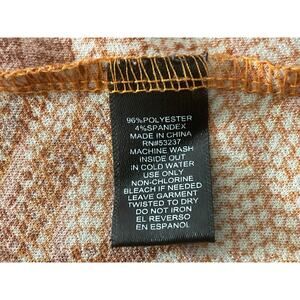 96%POLYESTER
4%SPANDEX
MADE IN CHINA
RN#53237
MACHINE WASH
INSIDE OUT
IN COLD WATER
USE ONLY
NON-CHLORINE
BLEACH IF NEEDED
LEAVE GARMENT
TWISTED TO DRY
DO NOT IRON
EL REVERSO
EN ESPANOL